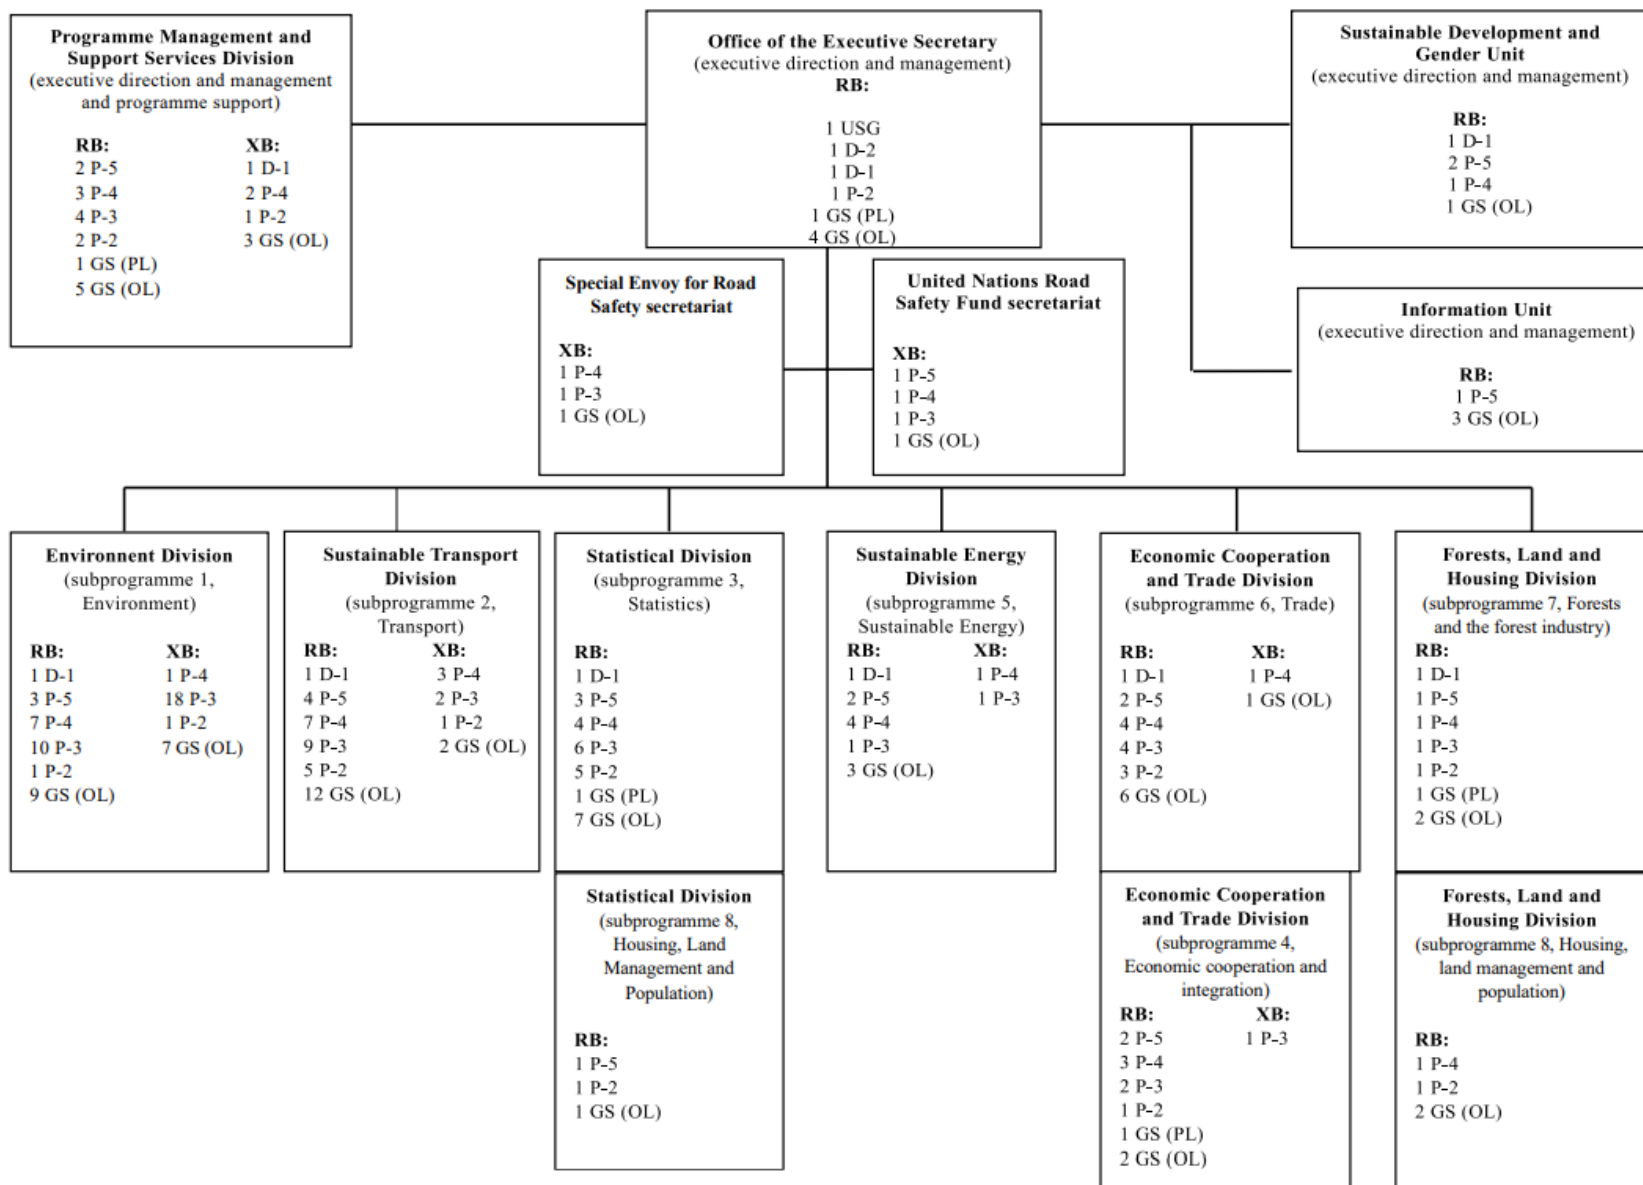 Programme Management and
Support Services Division
(executive direction and management
and programme support)
RB:
2 P-5
3 P-4
4 P-3
2 P-2
1 GS (PL)
5 GS (OL)
XB:
1 D-1
2 P-4
1 P-2
3 GS (OL)
Office of the Executive Secretary
(executive direction and management)
RB:
1 USG
1 D-2
1 D-1
1 P-2
1 GS (PL)
4 GS (OL)
Sustainable Development and
Gender Unit
(executive direction and management)
RB:
1 D-1
2 P-5
1 P-4
1 GS (OL)
Special Envoy for Road
Safety secretariat
XB:
1 P-4
1 P-3
1 GS (OL)
United Nations Road
Safety Fund secretariat
XB:
1 P-5
1 P-4
1 P-3
1 GS (OL)
Information Unit
(executive direction and management)
RB:
1 P-5
3 GS (OL)
Environnent Division
(subprogramme 1,
Environment)
RB:
1 D-1
3 P-5
7 P-4
10 P-3
1 P-2
9 GS (OL)
XB:
1 P-4
18 P-3
1 P-2
7 GS (OL)
Sustainable Transport
Division
(subprogramme 2,
Transport)
RB:
1 D-1
4 P-5
7 P-4
9 P-3
5 P-2
12 GS (OL)
XB:
3 P-4
2 P-3
1 P-2
2 GS (OL)
Statistical Division
(subprogramme 3,
Statistics)
RB:
1 D-1
3 P-5
4 P-4
6 P-3
5 P-2
1 GS (PL)
7 GS (OL)
Sustainable Energy
Division
(subprogramme 5,
Sustainable Energy)
RB:
1 D-1
2 P-5
4 P-4
1 P-3
3 GS (OL)
XB:
1 P-4
1 P-3
Economic Cooperation
and Trade Division
(subprogramme 6, Trade)
RB:
1 D-1
2 P-5
4 P-4
4 P-3
3 P-2
6 GS (OL)
XB:
1 P-4
1 GS (OL)
Forests, Land and
Housing Division
(subprogramme 7, Forests
and the forest industry)
RB:
1 D-1
1 P-5
1 P-4
1 P-3
1 P-2
1 GS (PL)
2 GS (OL)
Statistical Division
(subprogramme 8,
Housing, Land
Management and
Population)
RB:
1 P-5
1 P-2
1 GS (OL)
Economic Cooperation
and Trade Division
(subprogramme 4,
Economic cooperation and
integration)
RB:
2 P-5
3 P-4
2 P-3
1 P-2
1 GS (PL)
2 GS (OL)
XB:
1 P-3
Forests, Land and
Housing Division
(subprogramme 8, Housing,
land management and
population)
RB:
1 P-4
1 P-2
2 GS (OL)